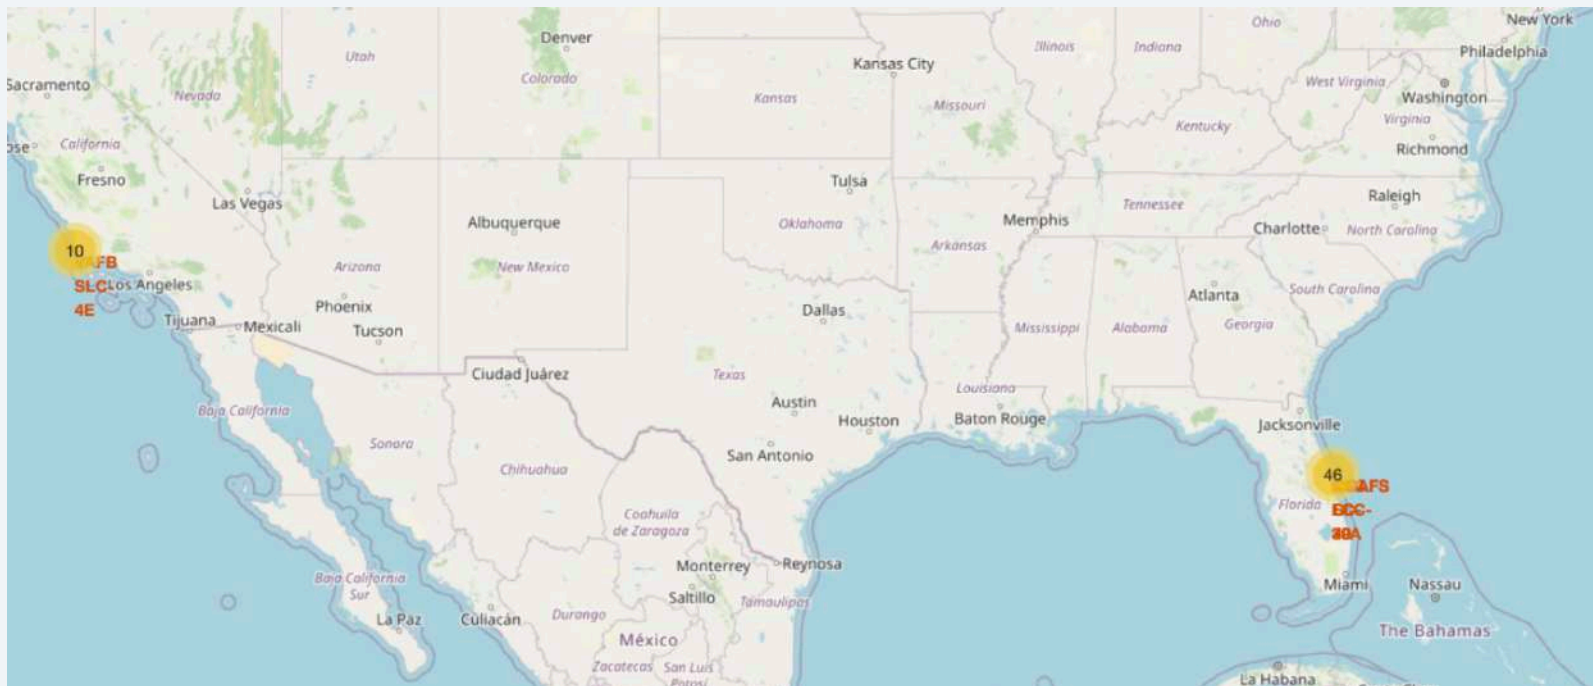 New York
Ohio
Denver
Illinois
Indiana
Philadelphia
Utah
Kansas City
Colorado
West Virginia
Sacramento
Nevada
Kansas
Missouri
Washington
Virginia
Kentucky
California
ose
Richmond
Fresno
Tulsa
Las Vegas
Raleigh
Tennessee
Albuquerque
Oklahoma
Memphis
Charlotte
North Carolina
Arkansas
10
AFB
Arizona
New Mexico
SLC
Los Angeles
4E
South Carolina
Phoenix
Atlanta
Dallas
Tijuana
Mexicali
Tucson
Mississippi
Alabama
Georgia
Ciudad Juárez
Texas
Louisiana
Austin
Baja California
Houston
Baton Rouge
Jacksonville
Sonora
San Antonio
Chihuahua
46
AFS
Florida
Coahuila
de Zaragoza
Monterrey
Reynosa
Baja California
Sur
Miami
Nassau
Saltillo
Tamaulipas
La Paz
Culiacán
Durango
México
The Bahamas
Zacatecas
San Luis
Potosí
La Habana